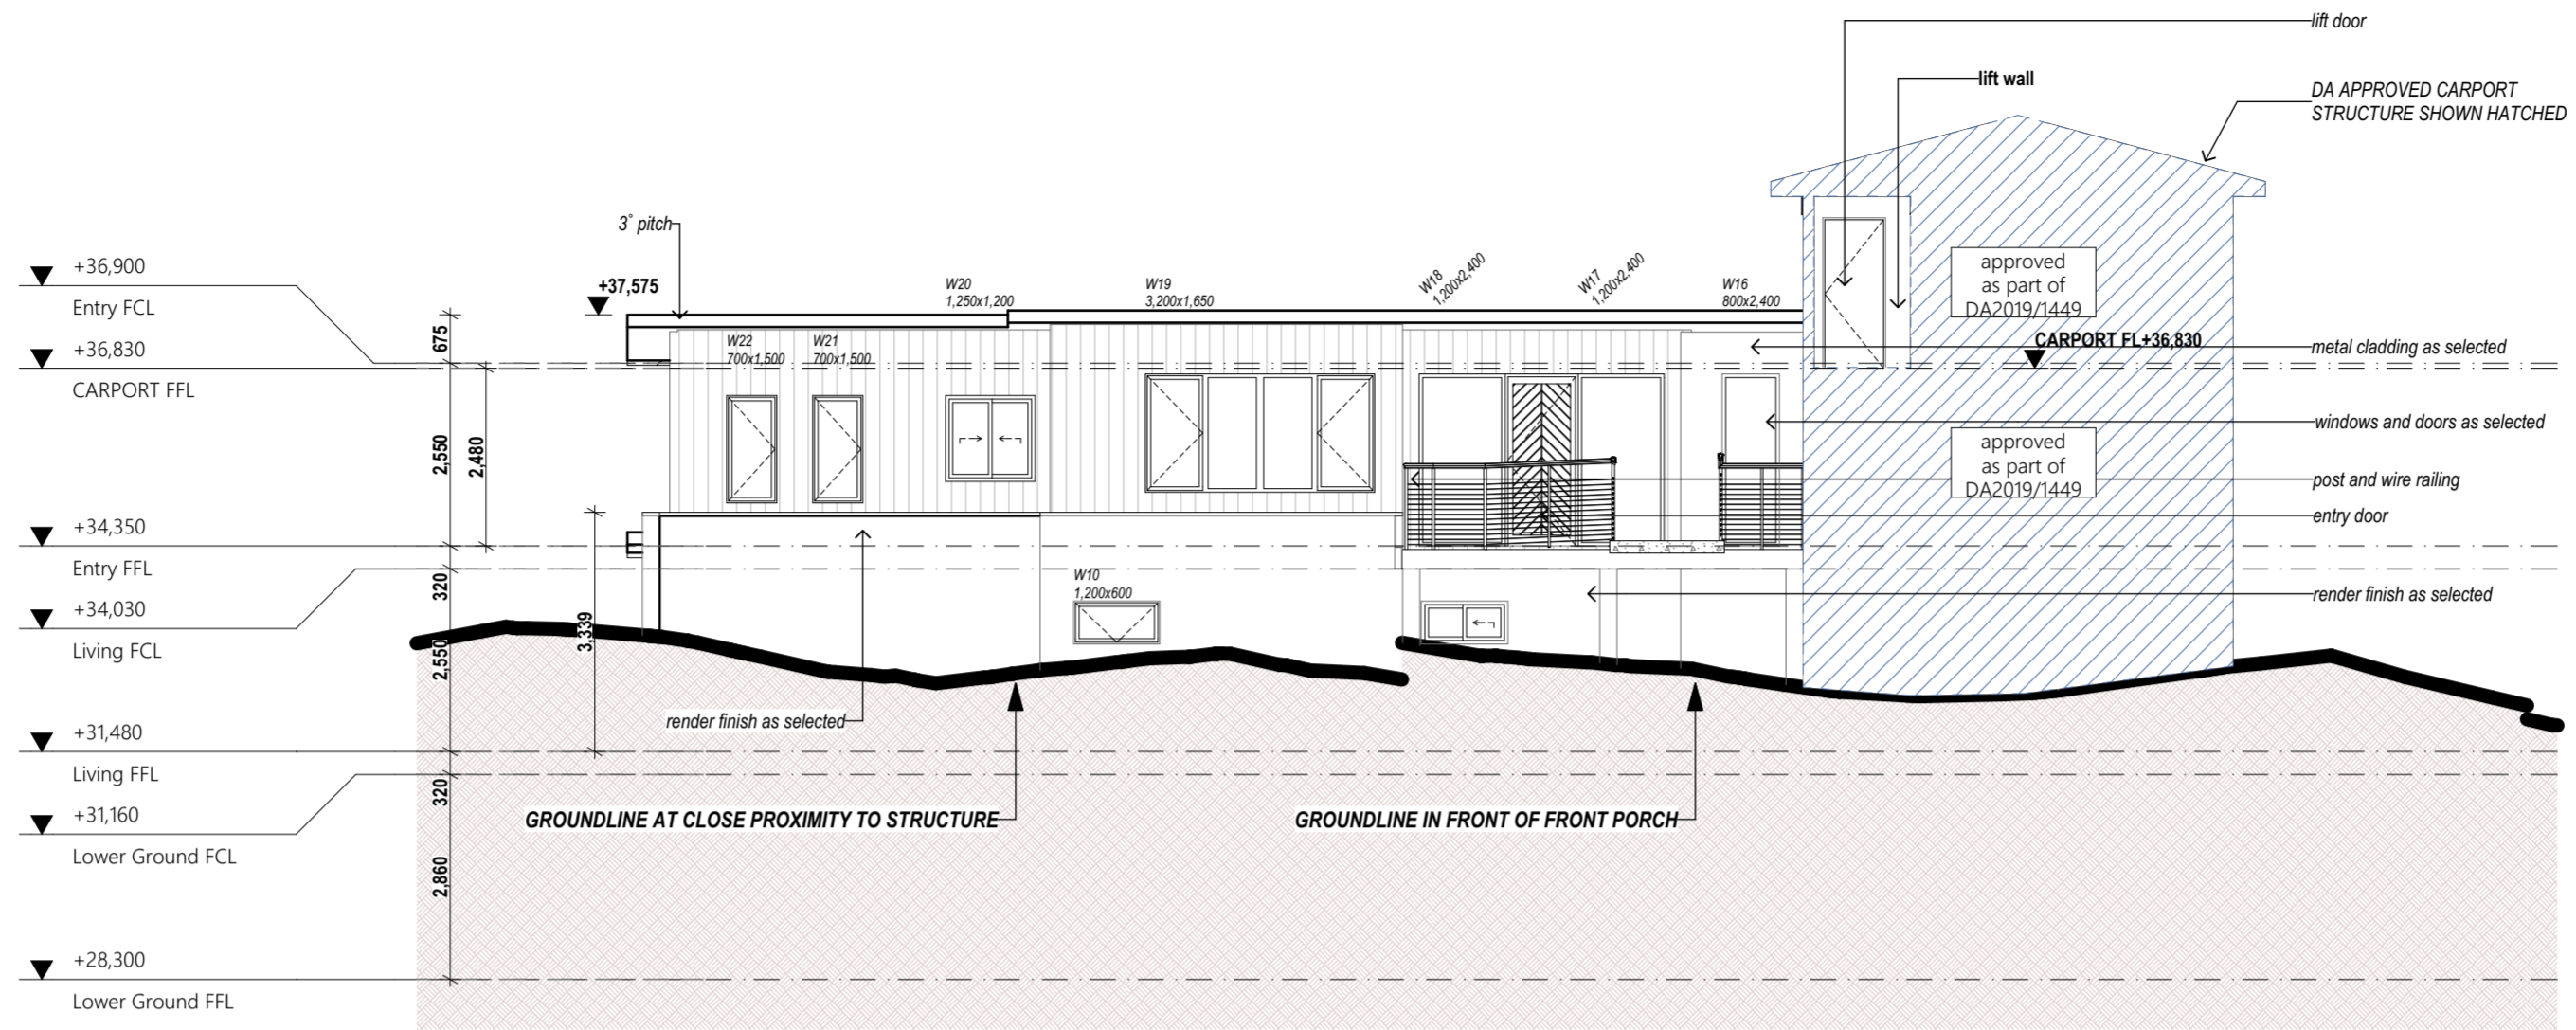 lift door
lift wall
DA APPROVED CARPORT
STRUCTURE SHOWN HATCHED
3° pitch
+36,900
Entry FCL
+37,575
W20
1,250x1,200
W19
3,200x1,650
W18
1,200x2,400
W17
1,200x2,400
W16
800x2,400
approved
as part of
DA2019/1449
W22
700x1,500
W21
700x1,500
675
+36,830
CARPORT FFL
CARPORT FL+36,830
metal cladding as selected
windows and doors as selected
2,550
2,480
approved
as part of
DA2019/1449
post and wire railing
entry door
+34,350
Entry FFL
320
W10
1,200x600
render finish as selected
+34,030
Living FCL
3,339
2,550
render finish as selected
+31,480
Living FFL
320
+31,160
Lower Ground FCL
GROUNDLINE AT CLOSE PROXIMITY TO STRUCTURE
GROUNDLINE IN FRONT OF FRONT PORCH
2,860
+28,300
Lower Ground FFL